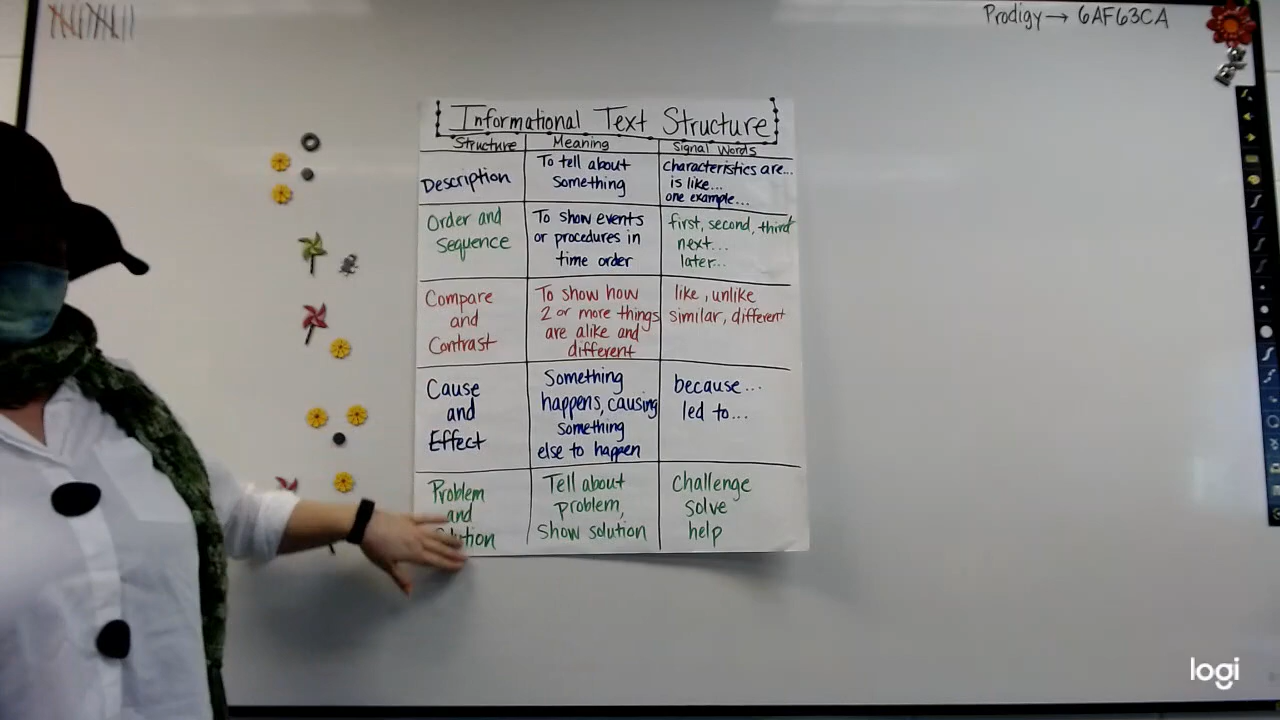 Prodigy → 6AF63CA
Informational Text Structure
Structure
Meaning
Signal Words
Description
To tell about
something
Characteristics are...
is like...
one example...
Order and
Sequence
To show events
or procedures in
time order
first, second, third
next...
later...
Compare
and
Contrast
To show how
2 or more things
are alike and
different
like, unlike
similar, different
Cause
and
Effect
Something
happens, causing
something
else to happen
because...
led to...
Problem
and
Tell about
problem,
Show solution
Challenge
solve
help
logi